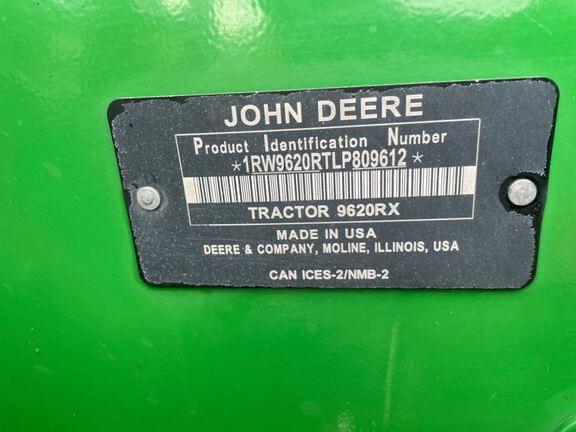 JOHN DEERE
Product Identification Number
*1RW9620RTLP809612*
TRACTOR 9620RX
MADE IN USA
DEERE & COMPANY, MOLINE, ILLINOIS, USA
CAN ICES-2/NMB-2